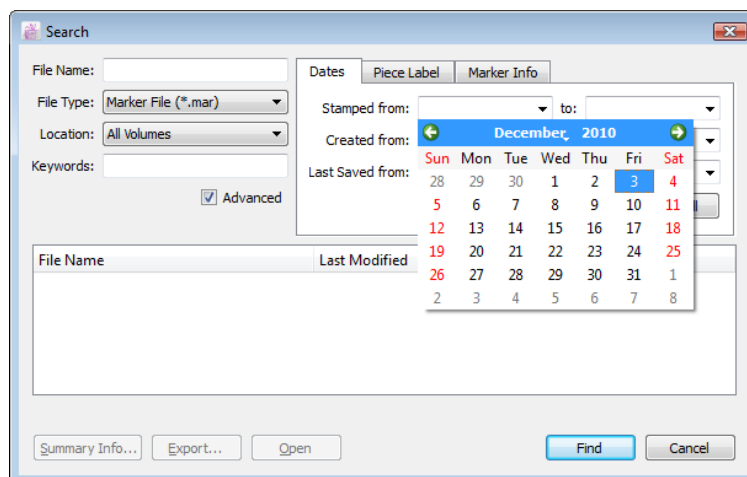 Search
File Name:
File Type: Marker File (*.mar)
Location: All Volumes
Keywords:
Advanced
Dates Piece Label Marker Info
Stamped from: to:
Created from:
Last Saved from:
December, 2010
Sun Mon Tue Wed Thu Fri Sat
28 29 30 1 2 3 4
5 6 7 8 9 10 11
12 13 14 15 16 17 18
19 20 21 22 23 24 25
26 27 28 29 30 31 1
2 3 4 5 6 7 8
File Name Last Modified
Summary Info... Export... Open Find Cancel